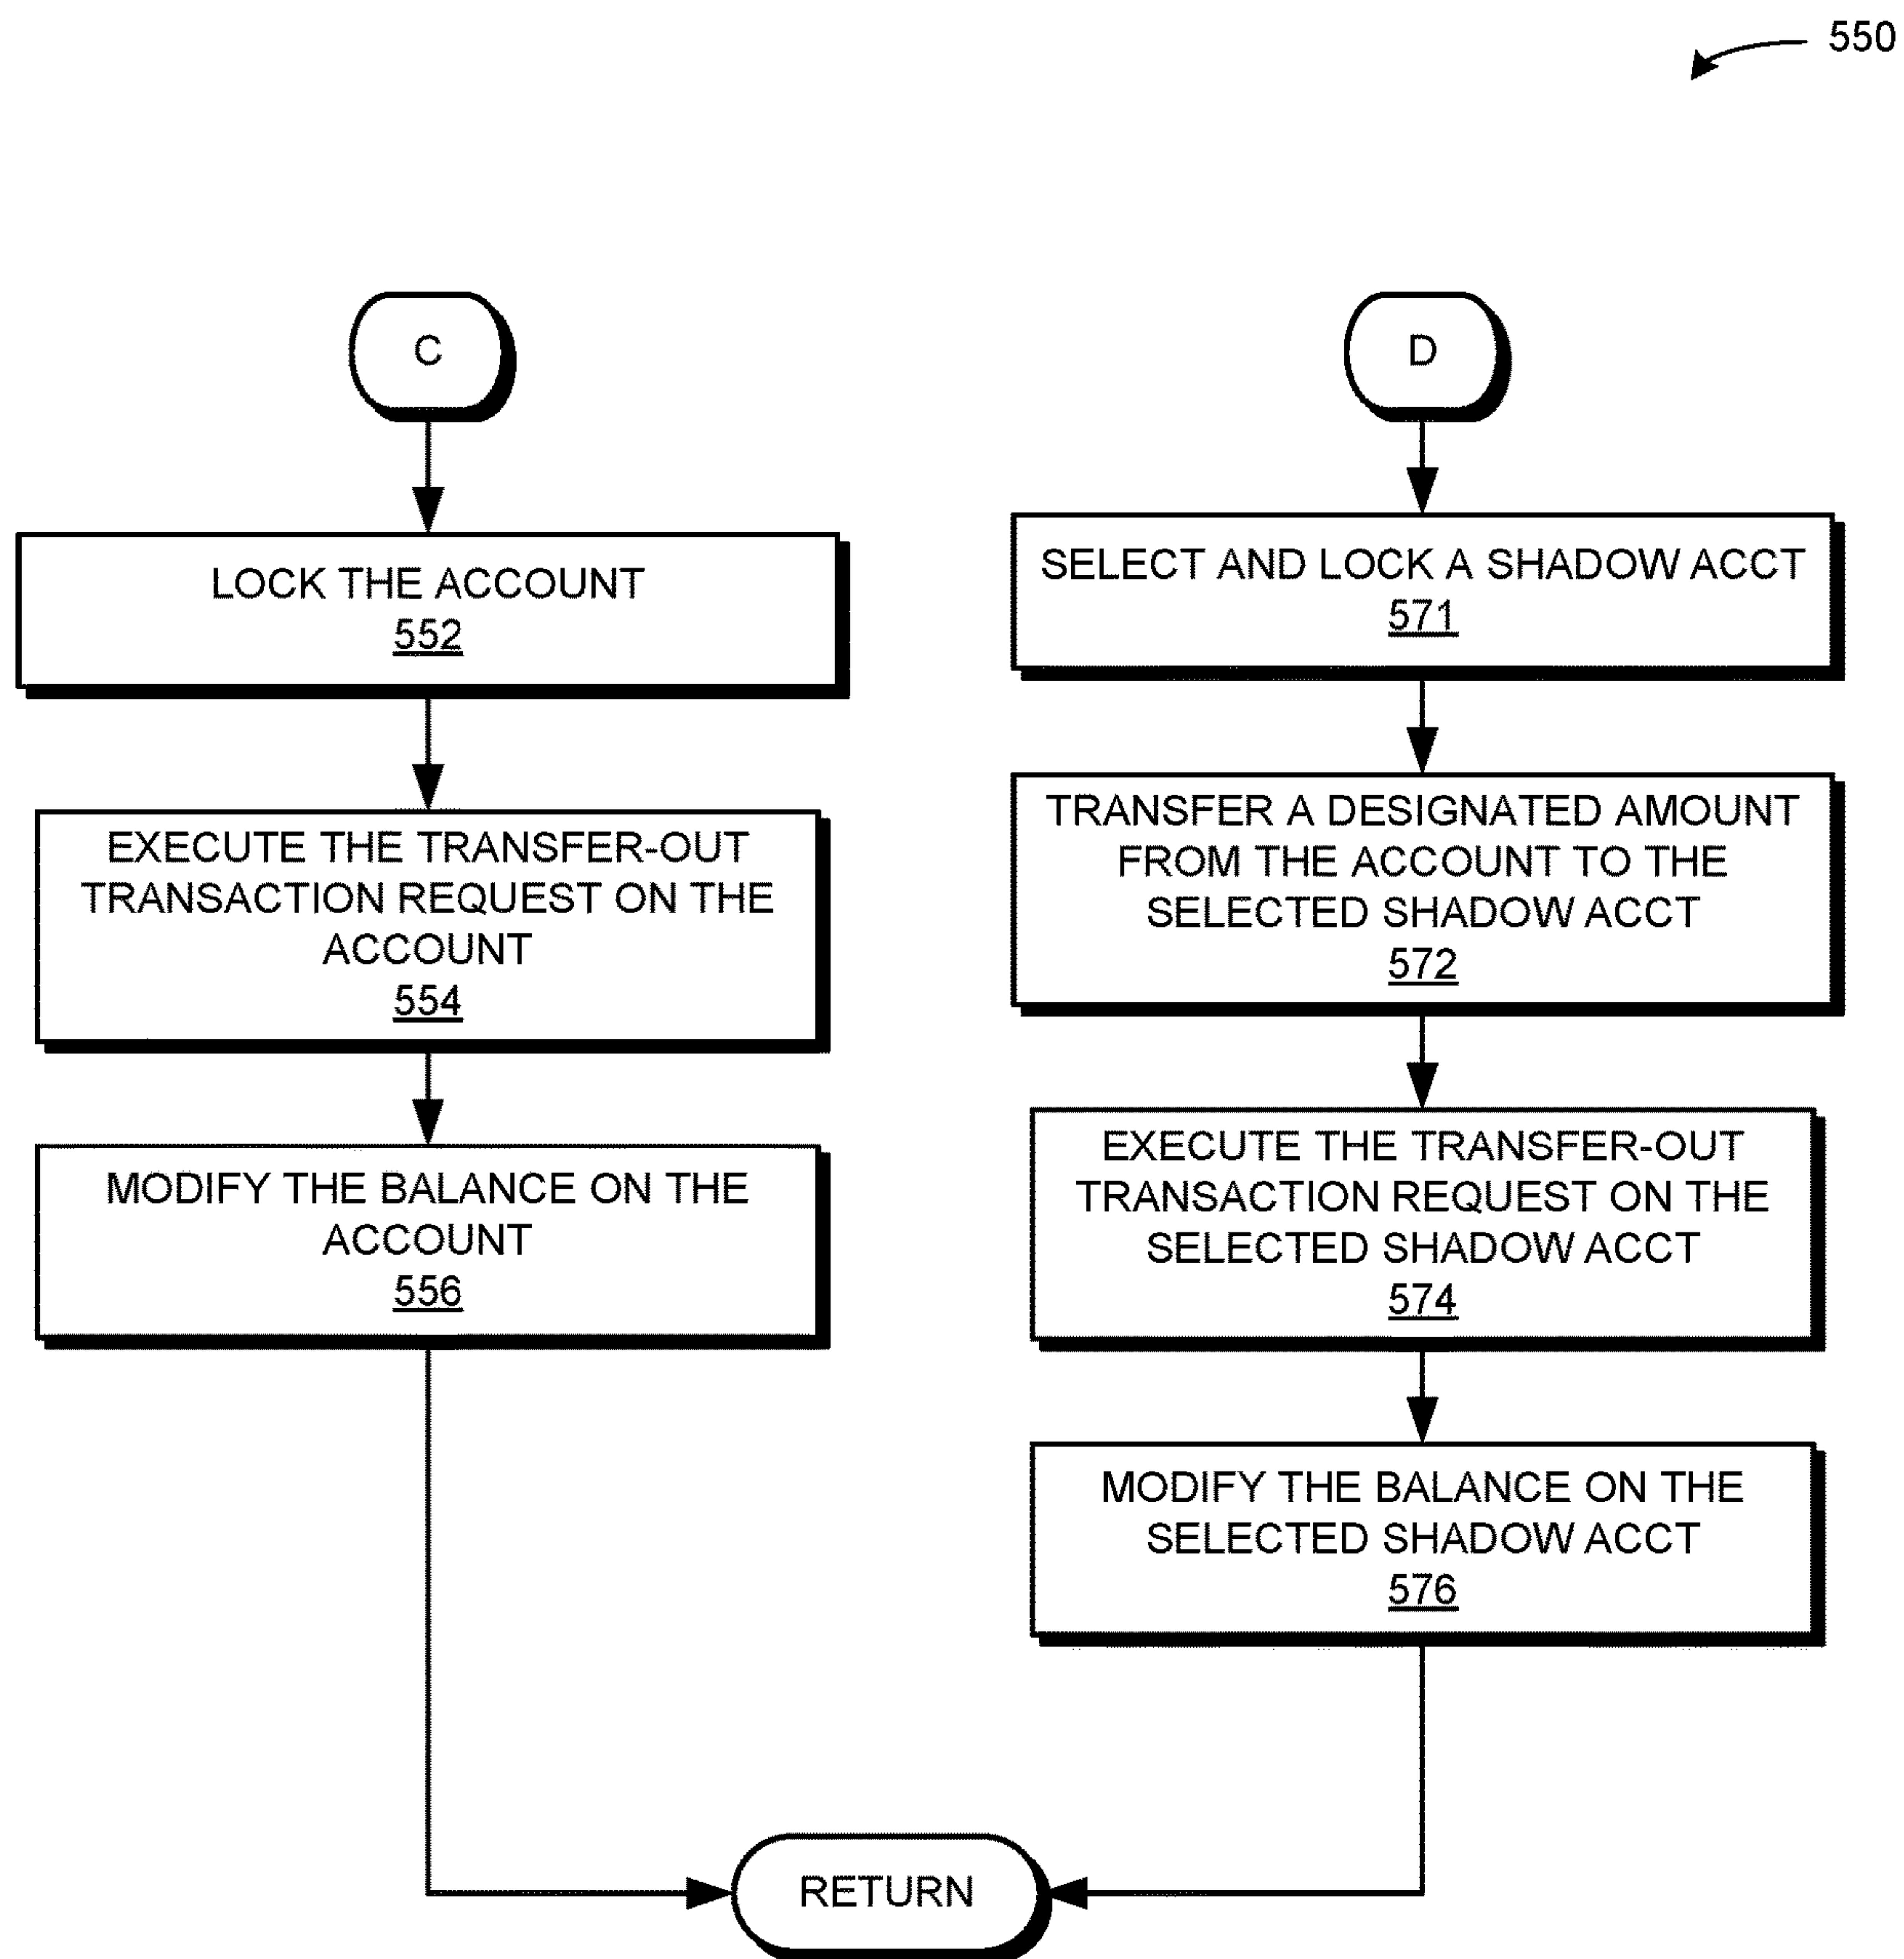 550
C
LOCK THE ACCOUNT
552
EXECUTE THE TRANSFER-OUT
TRANSACTION REQUEST ON THE
ACCOUNT
554
MODIFY THE BALANCE ON THE
ACCOUNT
556
D
SELECT AND LOCK A SHADOW ACCT
571
TRANSFER A DESIGNATED AMOUNT
FROM THE ACCOUNT TO THE
SELECTED SHADOW ACCT
572
EXECUTE THE TRANSFER-OUT
TRANSACTION REQUEST ON THE
SELECTED SHADOW ACCT
574
MODIFY THE BALANCE ON THE
SELECTED SHADOW ACCT
576
RETURN